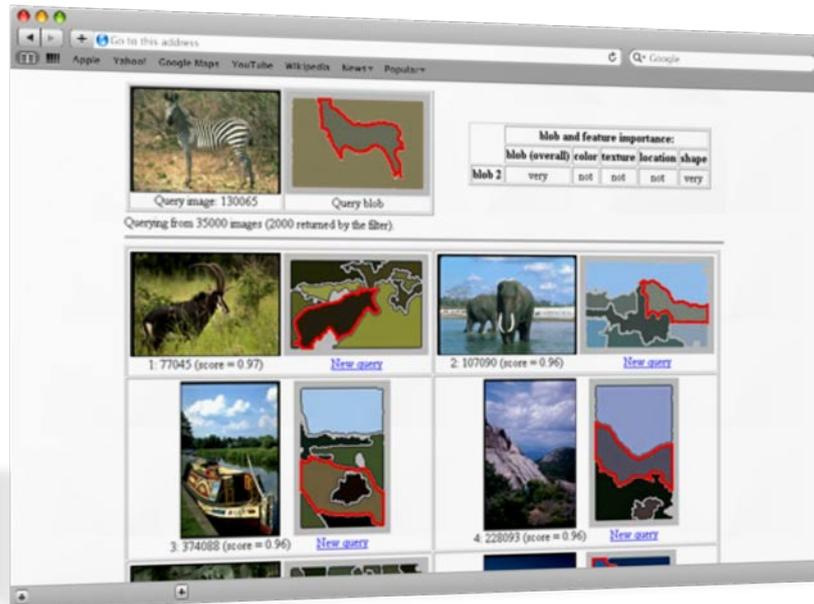 Go to this address
Google
Apple Yahoo! Google Maps YouTube Wikipedia News Popular
blob and feature importance:
blob (overall) color texture location shape
blob 2 very not not not very
Query image: 130065 Query blob
Querying from 35000 images (2000 returned by the filter).
1: 77045 (score = 0.97) New query 2: 107090 (score = 0.96) New query
3: 374088 (score = 0.96) New query 4: 228093 (score = 0.96) New query